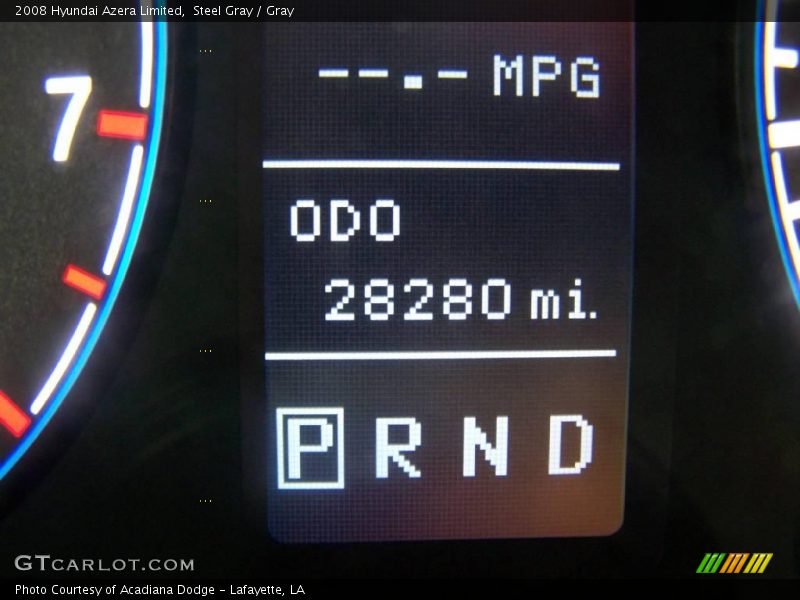 2008 Hyundai Azera Limited,  Steel Gray / Gray
--.- MPG
7
ODO
28280 mi.
P R N D
GTCARLOT.COM
Photo Courtesy of Acadiana Dodge - Lafayette, LA